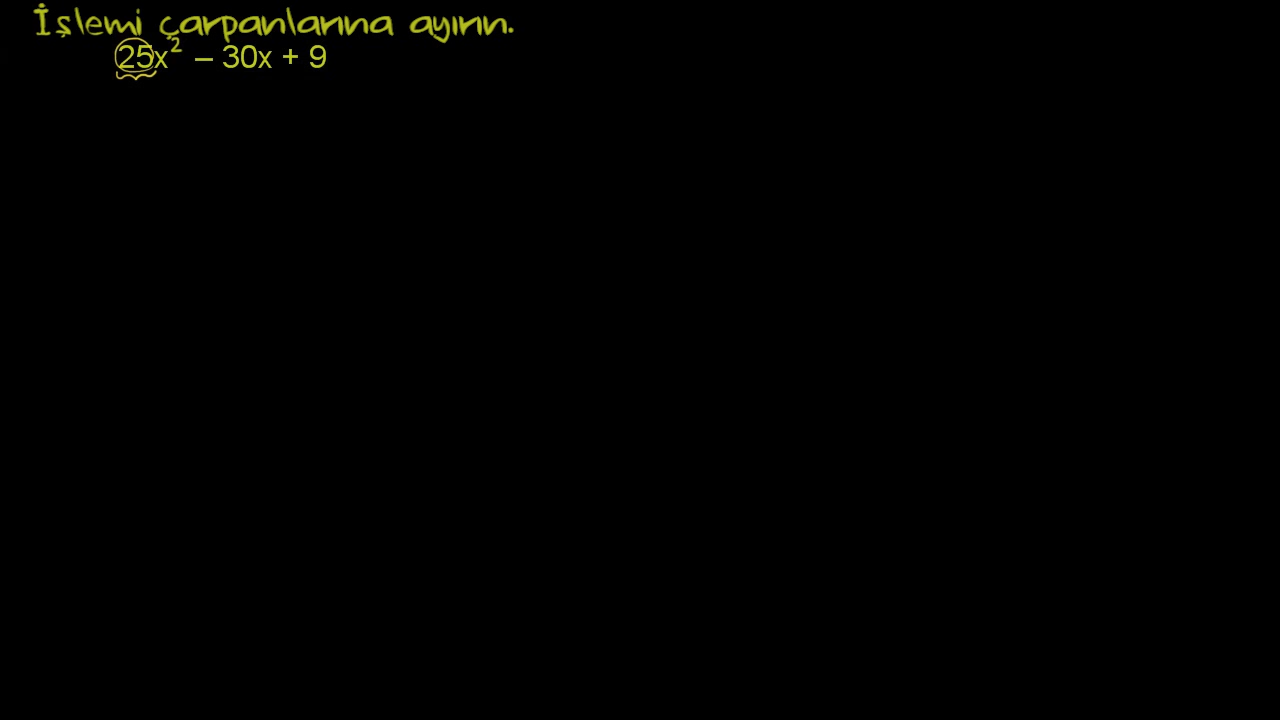 İşlemi çarpanlarına ayırın.
25x² – 30x + 9